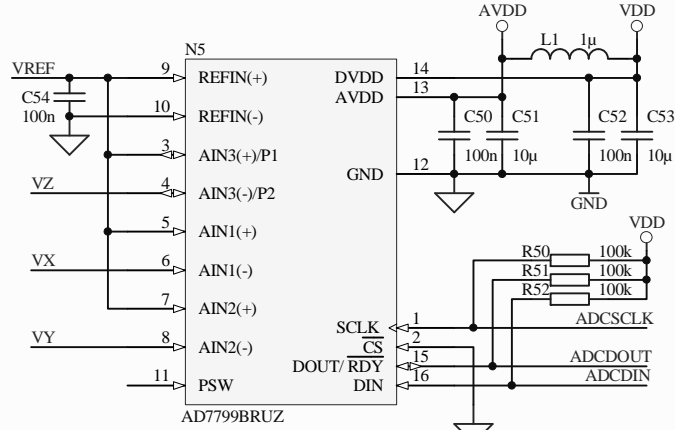 AVDD VDD
N5 L1 1µ
VREF 9 REFIN(+) DVDD 14
AVDD 13
C54 100n
10 REFIN(-)
C50 100n C51 10µ C52 100n C53 10µ
3 AIN3(+)/P1
GND 12
VZ 4 AIN3(-)/P2
GND
5 AIN1(+)
VDD
VX 6 AIN1(-)
R50 100k
R51 100k
R52 100k
7 AIN2(+)
SCLK 1 ADCSCLK
VY 8 AIN2(-)
CS 2
DOUT/ RDY 15 ADCDOUT
11 PSW DIN 16 ADCDIN
AD7799BRUZ